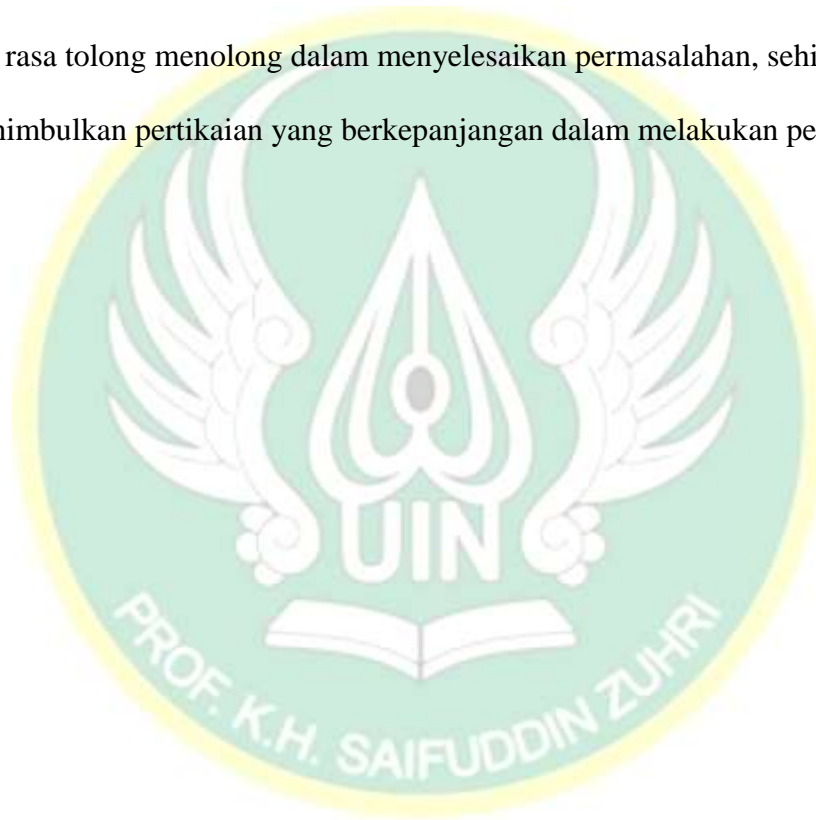 rasa tolong menolong dalam menyelesaikan permasalahan, sehi
nimbulkan pertikaian yang berkepanjangan dalam melakukan pe
UIN
PROF. K.H. SAIFUDDIN ZUHRI